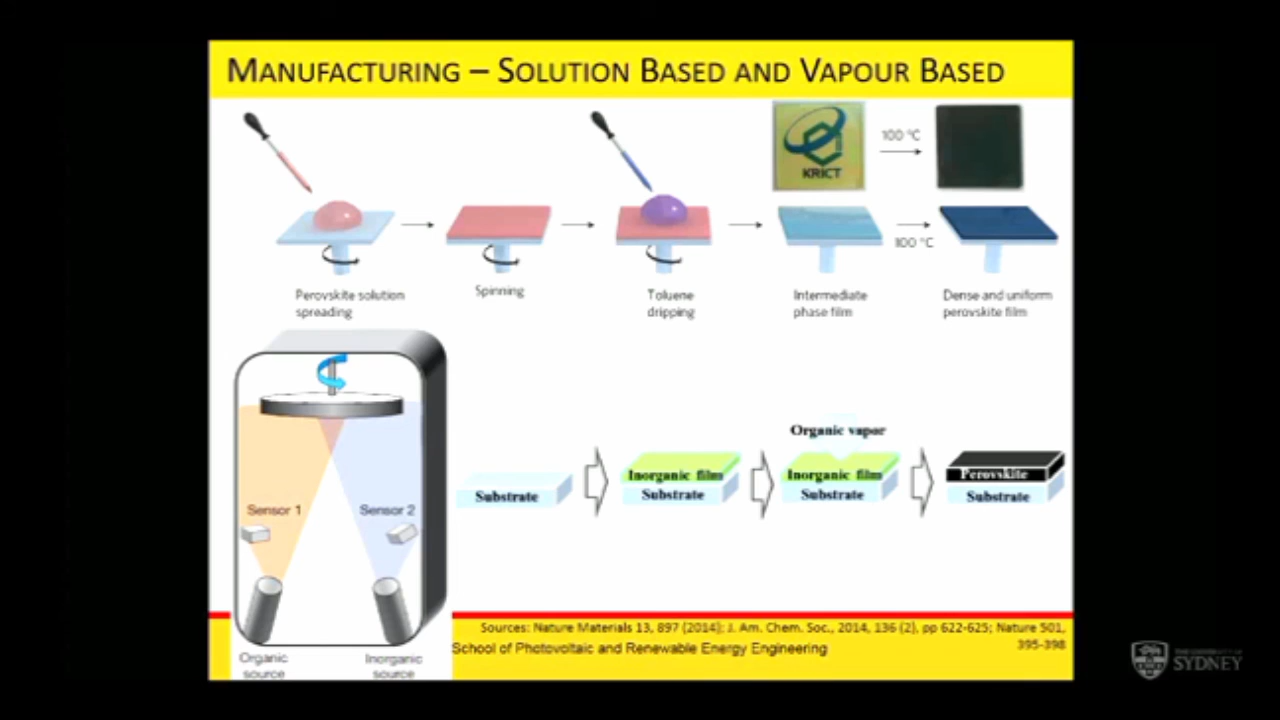 MANUFACTURING – SOLUTION BASED AND VAPOUR BASED
KRICT
100 °C
100 °C
Perovskite solution
spreading
Spinning
Toluene
dripping
Intermediate
phase film
Dense and uniform
perovskite film
Sensor 1
Sensor 2
Organic
source
Inorganic
source
Substrate
Inorganic film
Substrate
Organic vapor
Inorganic film
Substrate
Perovskite
Substrate
Sources: Nature Materials 13, 897 (2014); J. Am. Chem. Soc., 2014, 136 (2), pp 622-625; Nature 501,
395-398
School of Photovoltaic and Renewable Energy Engineering
THE UNIVERSITY OF
SYDNEY